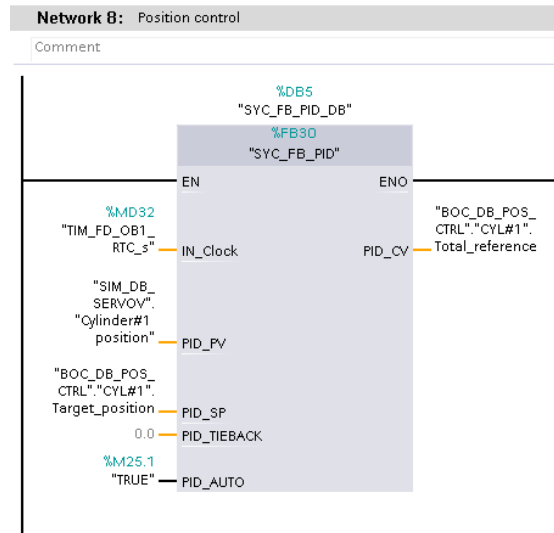 Network 8: Position control
Comment
%DB5
"SYC_FB_PID_DB"
%FB30
"SYC_FB_PID"
EN ENO
%MD32
"TIM_FD_OB1_
RTC_s" IN_Clock
PID_CV "BOC_DB_POS_
CTRL"."CYL#1".
Total_reference
"SIM_DB_
SERVOV".
"Cylinder#1
position" PID_PV
"BOC_DB_POS_
CTRL"."CYL#1".
Target_position PID_SP
0.0 PID_TIEBACK
%M25.1
"TRUE" PID_AUTO